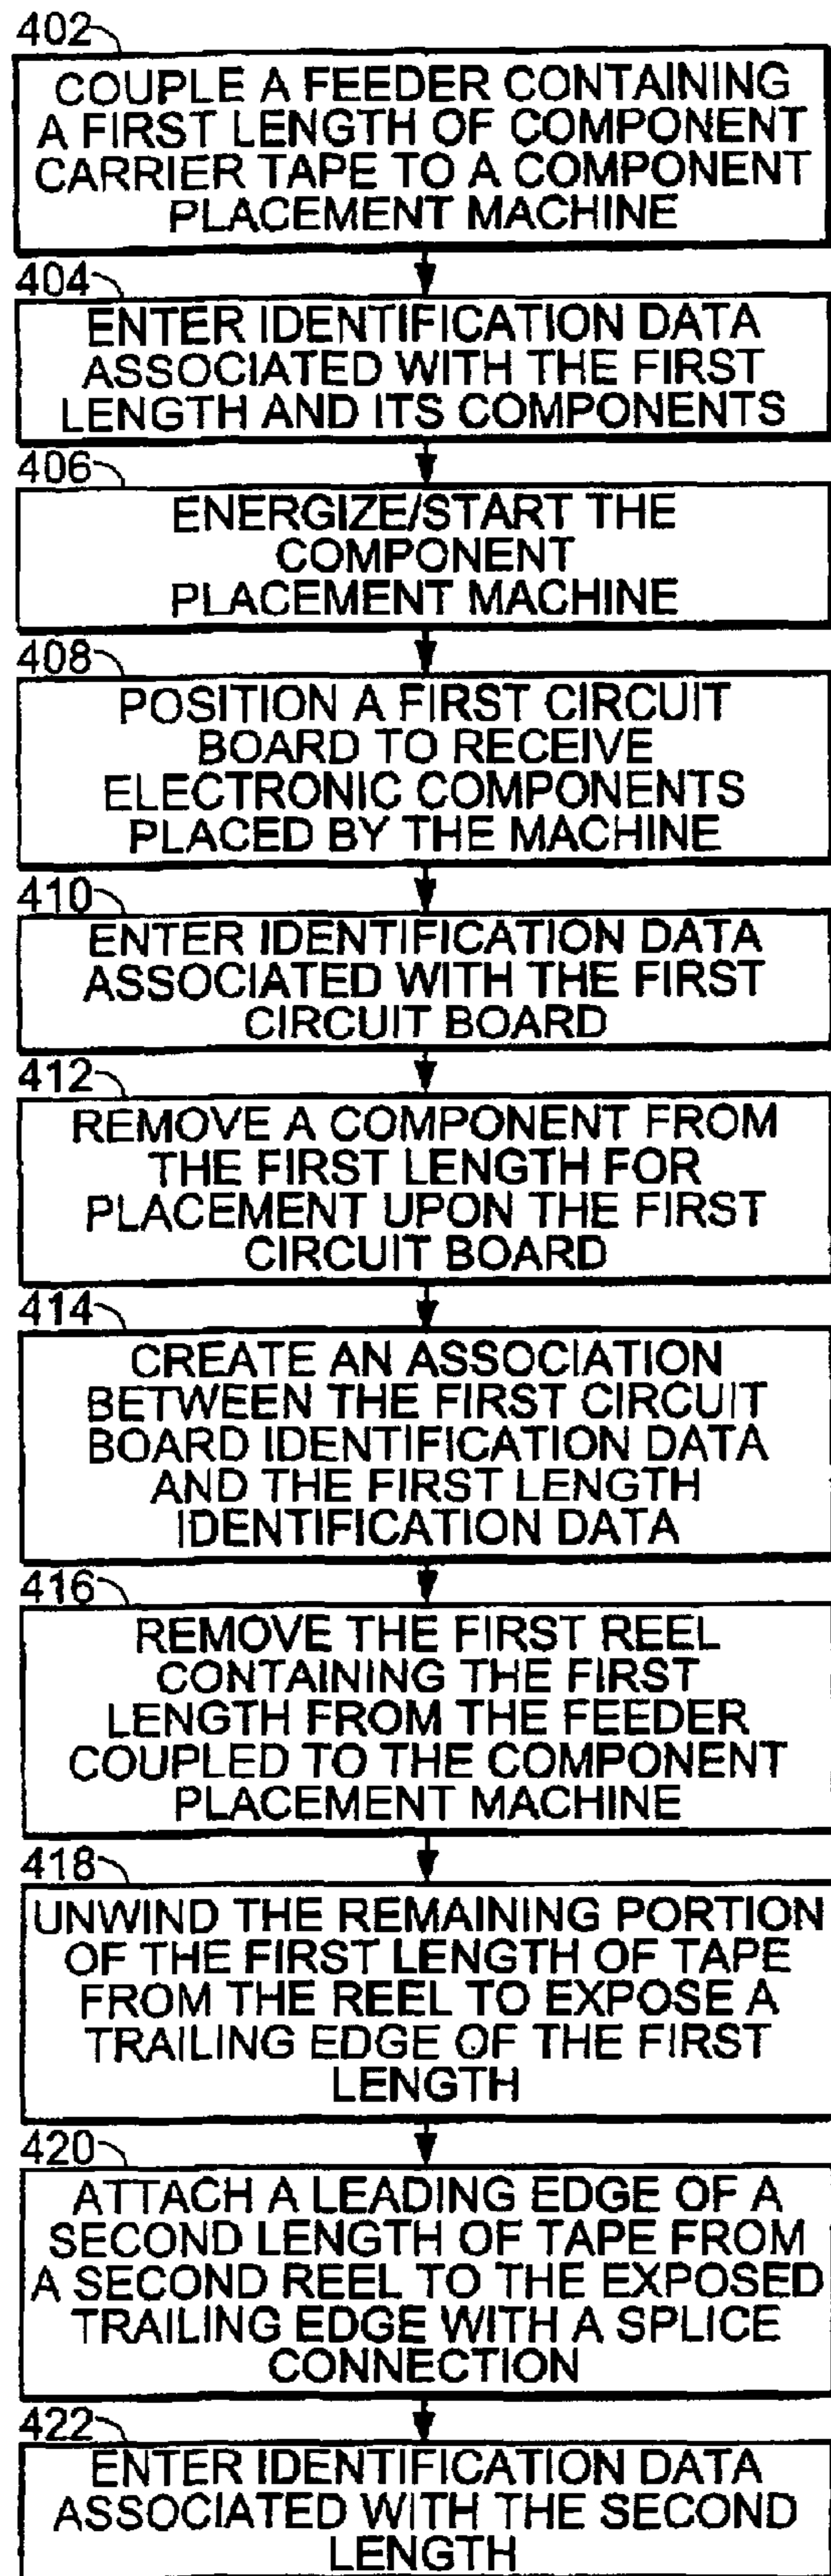 402
COUPLE A FEEDER CONTAINING
A FIRST LENGTH OF COMPONENT
CARRIER TAPE TO A COMPONENT
PLACEMENT MACHINE
404
ENTER IDENTIFICATION DATA
ASSOCIATED WITH THE FIRST
LENGTH AND ITS COMPONENTS
406
ENERGIZE/START THE
COMPONENT
PLACEMENT MACHINE
408
POSITION A FIRST CIRCUIT
BOARD TO RECEIVE
ELECTRONIC COMPONENTS
PLACED BY THE MACHINE
410
ENTER IDENTIFICATION DATA
ASSOCIATED WITH THE FIRST
CIRCUIT BOARD
412
REMOVE A COMPONENT FROM
THE FIRST LENGTH FOR
PLACEMENT UPON THE FIRST
CIRCUIT BOARD
414
CREATE AN ASSOCIATION
BETWEEN THE FIRST CIRCUIT
BOARD IDENTIFICATION DATA
AND THE FIRST LENGTH
IDENTIFICATION DATA
416
REMOVE THE FIRST REEL
CONTAINING THE FIRST
LENGTH FROM THE FEEDER
COUPLED TO THE COMPONENT
PLACEMENT MACHINE
418
UNWIND THE REMAINING PORTION
OF THE FIRST LENGTH OF TAPE
FROM THE REEL TO EXPOSE A
TRAILING EDGE OF THE FIRST
LENGTH
420
ATTACH A LEADING EDGE OF A
SECOND LENGTH OF TAPE FROM
A SECOND REEL TO THE EXPOSED
TRAILING EDGE WITH A SPLICE
CONNECTION
422
ENTER IDENTIFICATION DATA
ASSOCIATED WITH THE SECOND
LENGTH